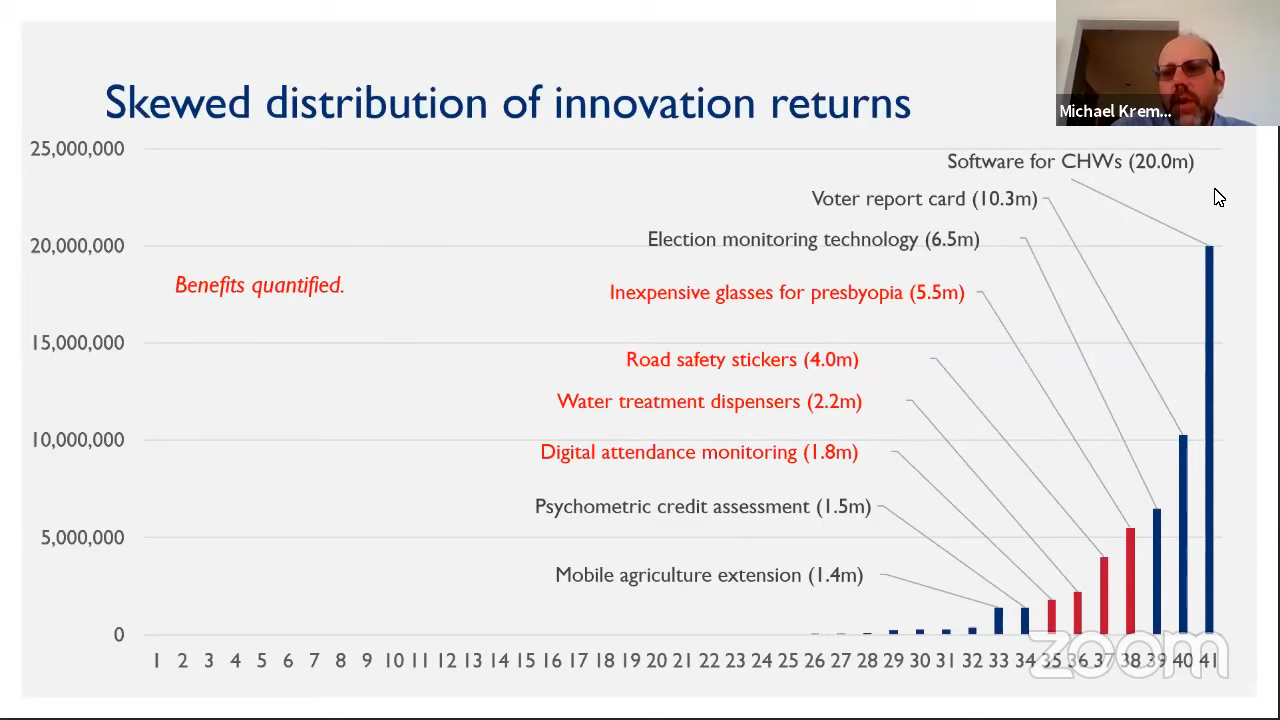 Skewed distribution of innovation returns
Michael Krem...
25,000,000
Software for CHWs (20.0m)
Voter report card (10.3m)
Election monitoring technology (6.5m)
20,000,000
Benefits quantified.
Inexpensive glasses for presbyopia (5.5m)
15,000,000
Road safety stickers (4.0m)
Water treatment dispensers (2.2m)
10,000,000
Digital attendance monitoring (1.8m)
Psychometric credit assessment (1.5m)
5,000,000
Mobile agriculture extension (1.4m)
0
1 2 3 4 5 6 7 8 9 10 11 12 13 14 15 16 17 18 19 20 21 22 23 24 25 26 27 28 29 30 31 32 33 34 35 36 37 38 39 40 41
zoom